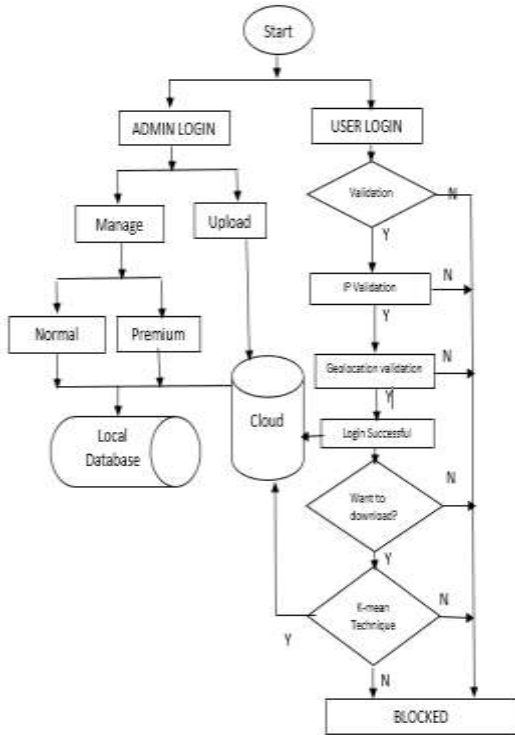 Start
ADMIN LOGIN
USER LOGIN
Validation
N
Y
Manage
Upload
IP Validation
N
Y
Normal
Premium
Geolocation validation
N
Y
Cloud
Login Successful
Local
Database
Want to
download?
N
Y
K-mean
Technique
N
Y
N
BLOCKED